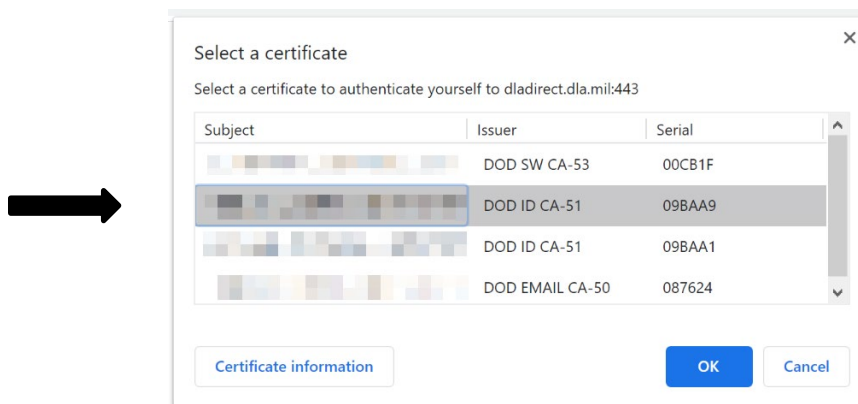 Select a certificate
Select a certificate to authenticate yourself to dladirect.dla.mil:443
Subject Issuer Serial
DOD SW CA-53 00CB1F
DOD ID CA-51 09BAA9
DOD ID CA-51 09BAA1
DOD EMAIL CA-50 087624
Certificate information OK Cancel